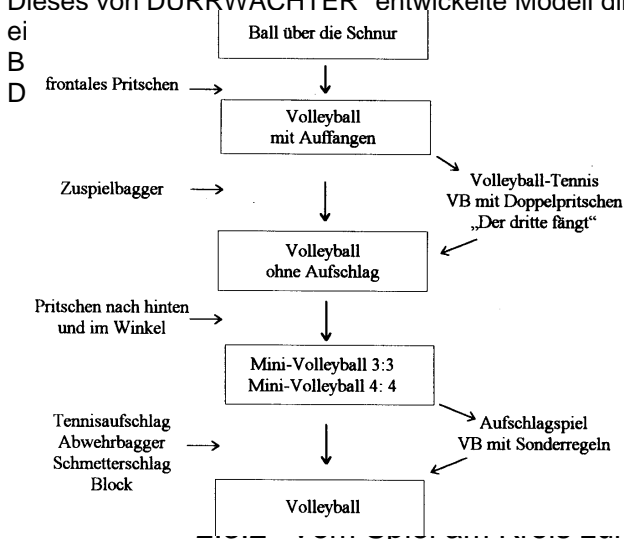 Dieses von DÜRRWÄCHTER entwickelte Modell
ei
B
D
Ball über die Schnur
frontales Pritschen
Volleyball
mit Auffangen
Zuspielbagger
Volleyball-Tennis
VB mit Doppelpritschen
„Der dritte fängt“
Volleyball
ohne Aufschlag
Pritschen nach hinten
und im Winkel
Mini-Volleyball 3:3
Mini-Volleyball 4: 4
Tennisaufschlag
Abwehrbagger
Schmetterschlag
Block
Aufschlagspiel
VB mit Sonderregeln
Volleyball